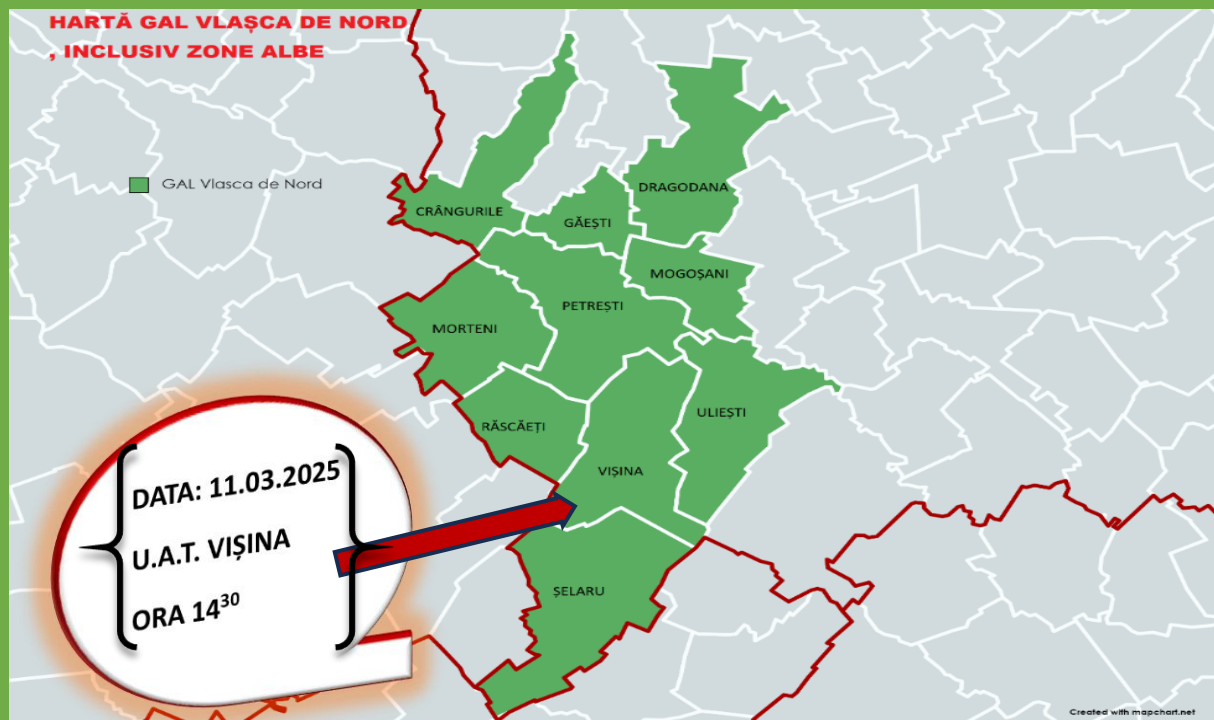 HARTĂ GAL VLAȘCA DE NORD
, INCLUSIV ZONE ALBE
GAL Vlasca de Nord
DRAGODANA
CRÂNGURILE
GĂEȘTI
MOGOȘANI
PETREȘTI
MORTENI
ULIEȘTI
RĂSCĂEȚI
VIȘINA
DATA: 11.03.2025
U.A.T. VIȘINA
ORA 14³⁰
ȘELARU
Created with mapchart.net